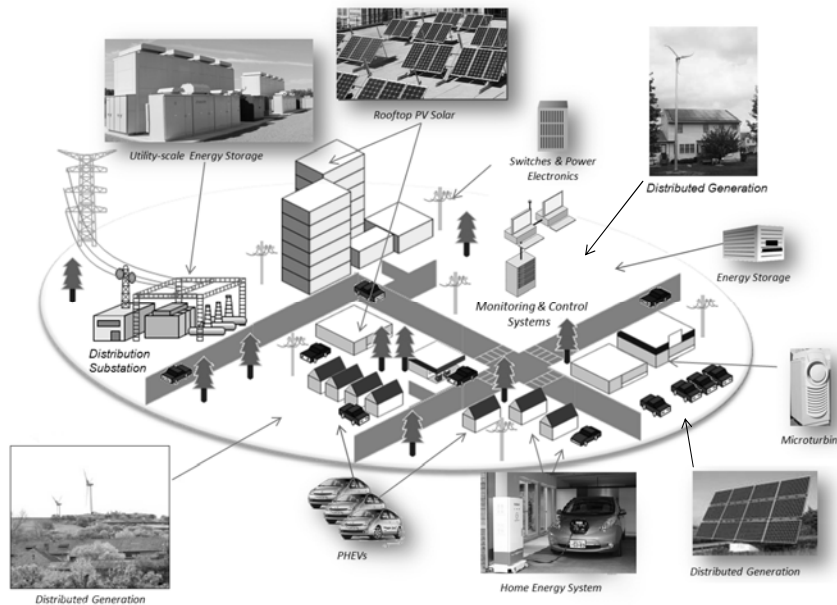 Rooftop PV Solar
Utility-scale Energy Storage
Switches & Power
Electronics
Distributed Generation
Energy Storage
Monitoring & Control
Systems
Distribution
Substation
Microturbin
PHEVs
Home Energy System
Distributed Generation
Distributed Generation